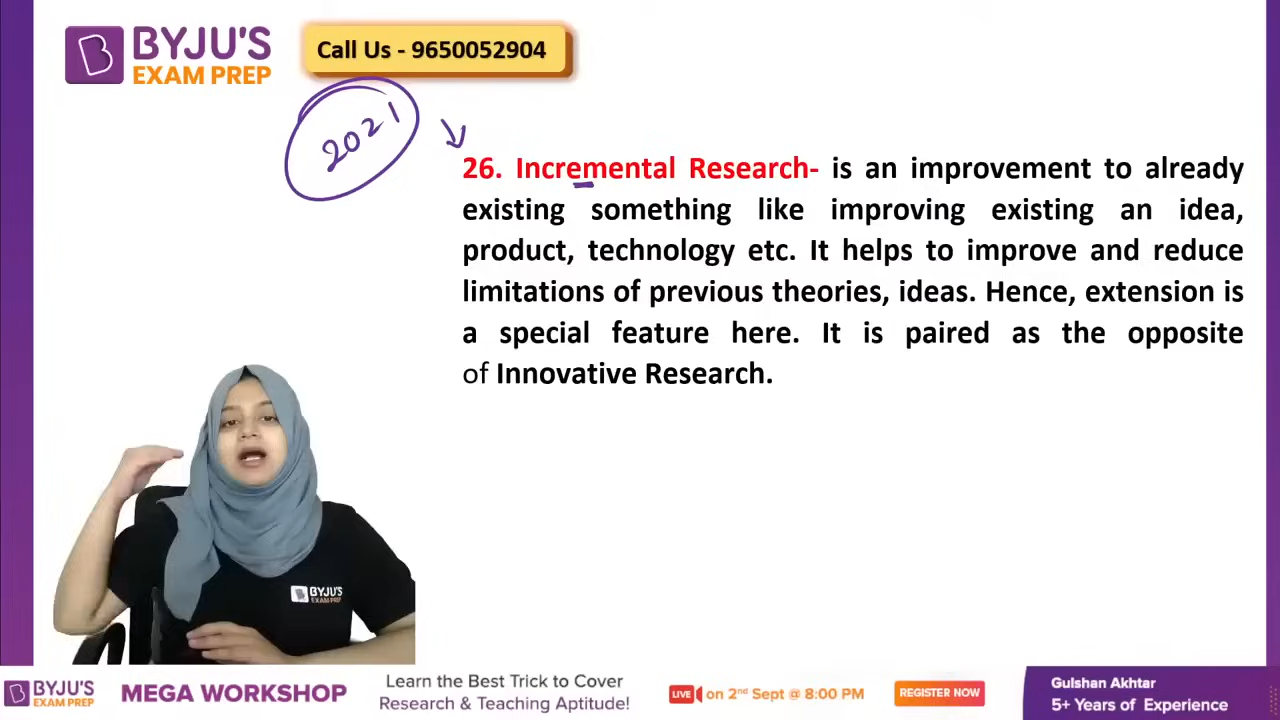 BYJU'S
EXAM PREP
Call Us - 9650052904
2021
26. Incremental Research- is an improvement to already
existing something like improving existing an idea,
product, technology etc. It helps to improve and reduce
limitations of previous theories, ideas. Hence, extension is
a special feature here. It is paired as the opposite
of Innovative Research.
BYJU'S
EXAM PREP
BYJU'S
EXAM PREP
MEGA WORKSHOP
Learn the Best Trick to Cover
Research & Teaching Aptitude!
LIVE on 2nd Sept @ 8:00 PM
REGISTER NOW
Gulshan Akhtar
5+ Years of Experience